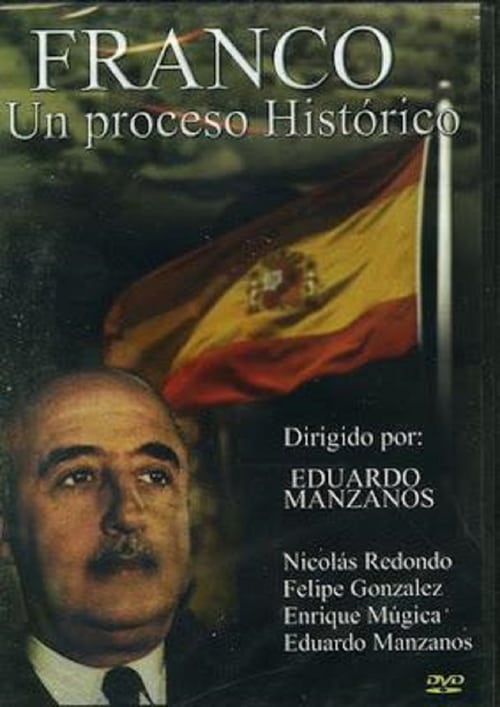 FRANCO
Un proceso Histórico
Dirigido por:
EDUARDO
MANZANOS
Nicolás Redondo
Felipe Gonzalez
Enrique Múgica
Eduardo Manzanos
DVD